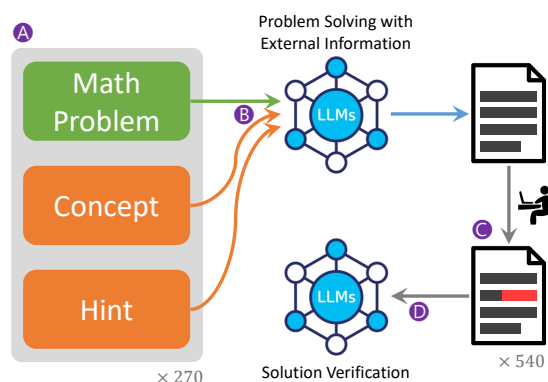 A
Problem Solving with
External Information
Math
Problem
B
LLMs
Concept
C
Hint
LLMs
D
× 270
Solution Verification
× 540